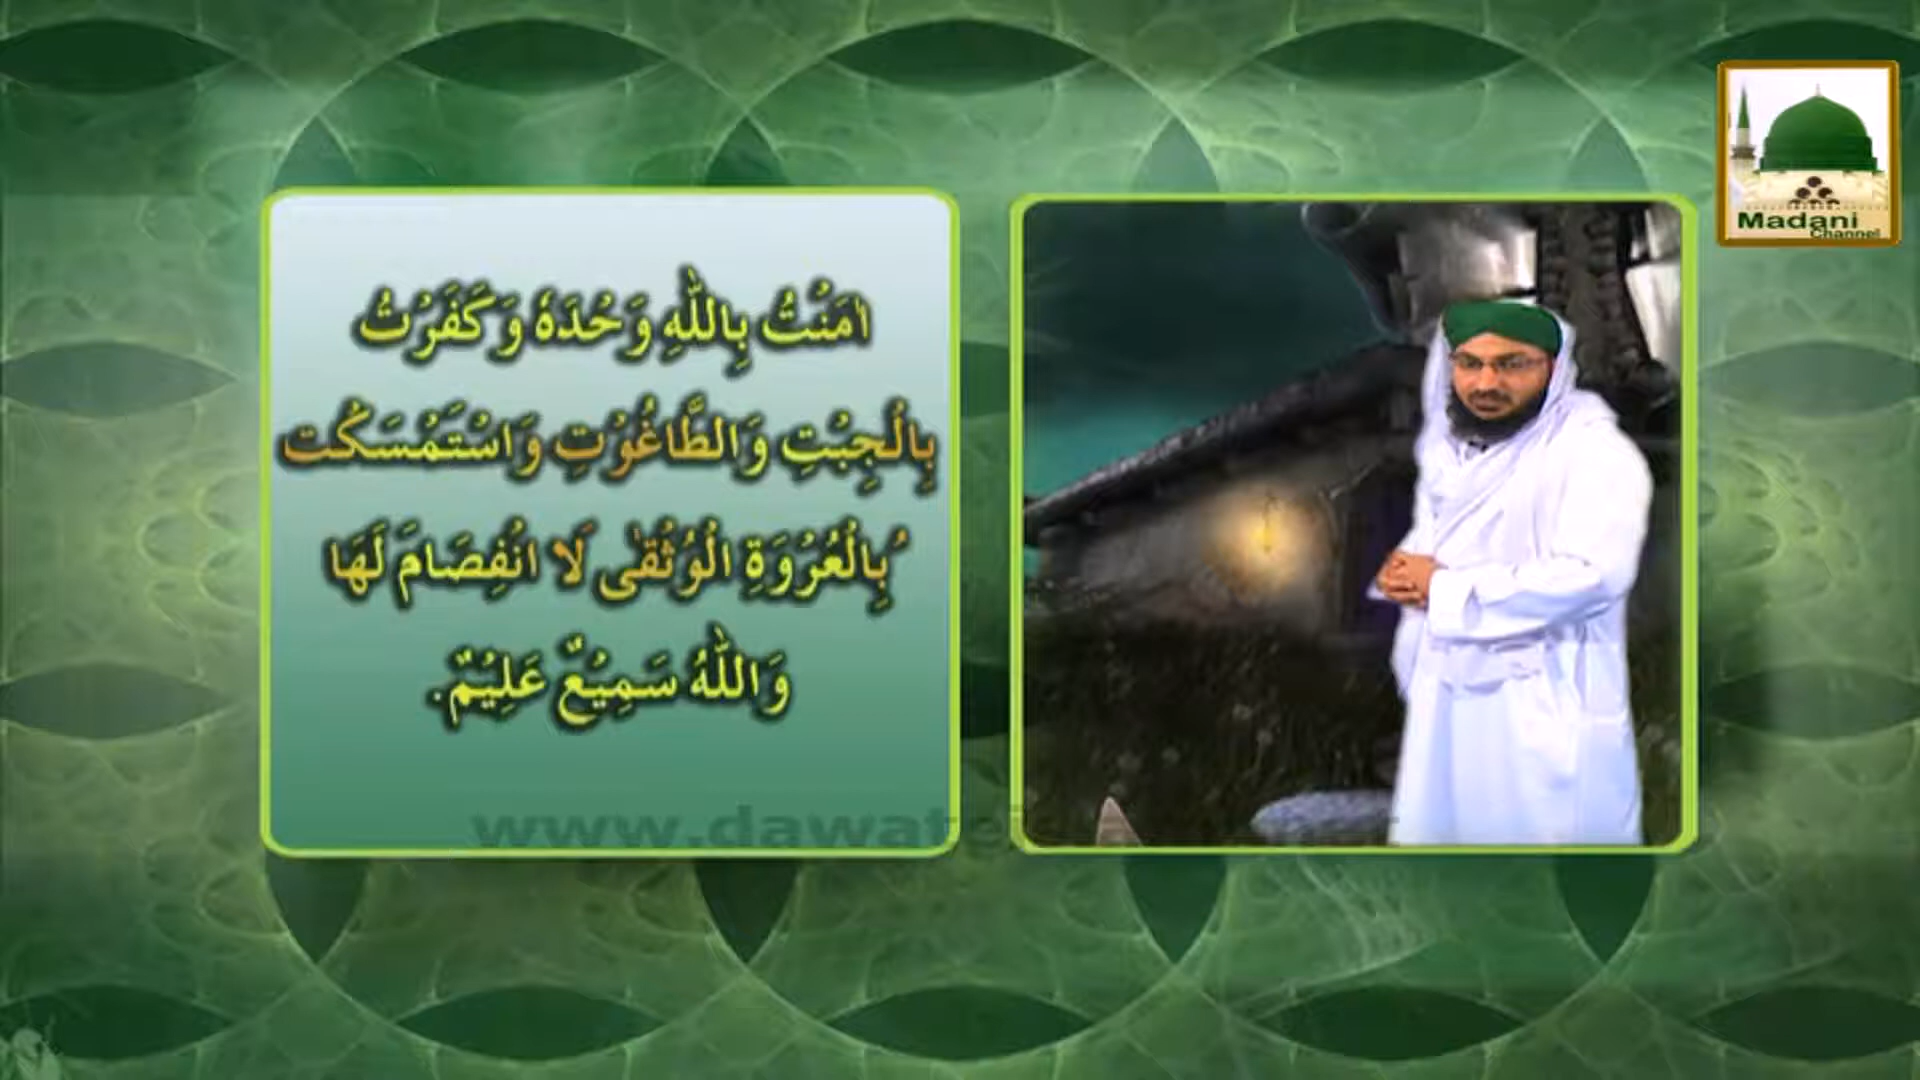 اٰمَنْتُ بِاللّٰهِ وَحْدَهٗ وَكَفَرْتُ
بِالْجِبْتِ وَالطَّاغُوْتِ وَاسْتَمْسَكْت
ُبِالْعُرْوَةِ الْوُثْقٰى لَا انْفِصَامَ لَهَا
وَاللّٰهُ سَمِيْعٌ عَلِيْمٌ.
Madani
Channel